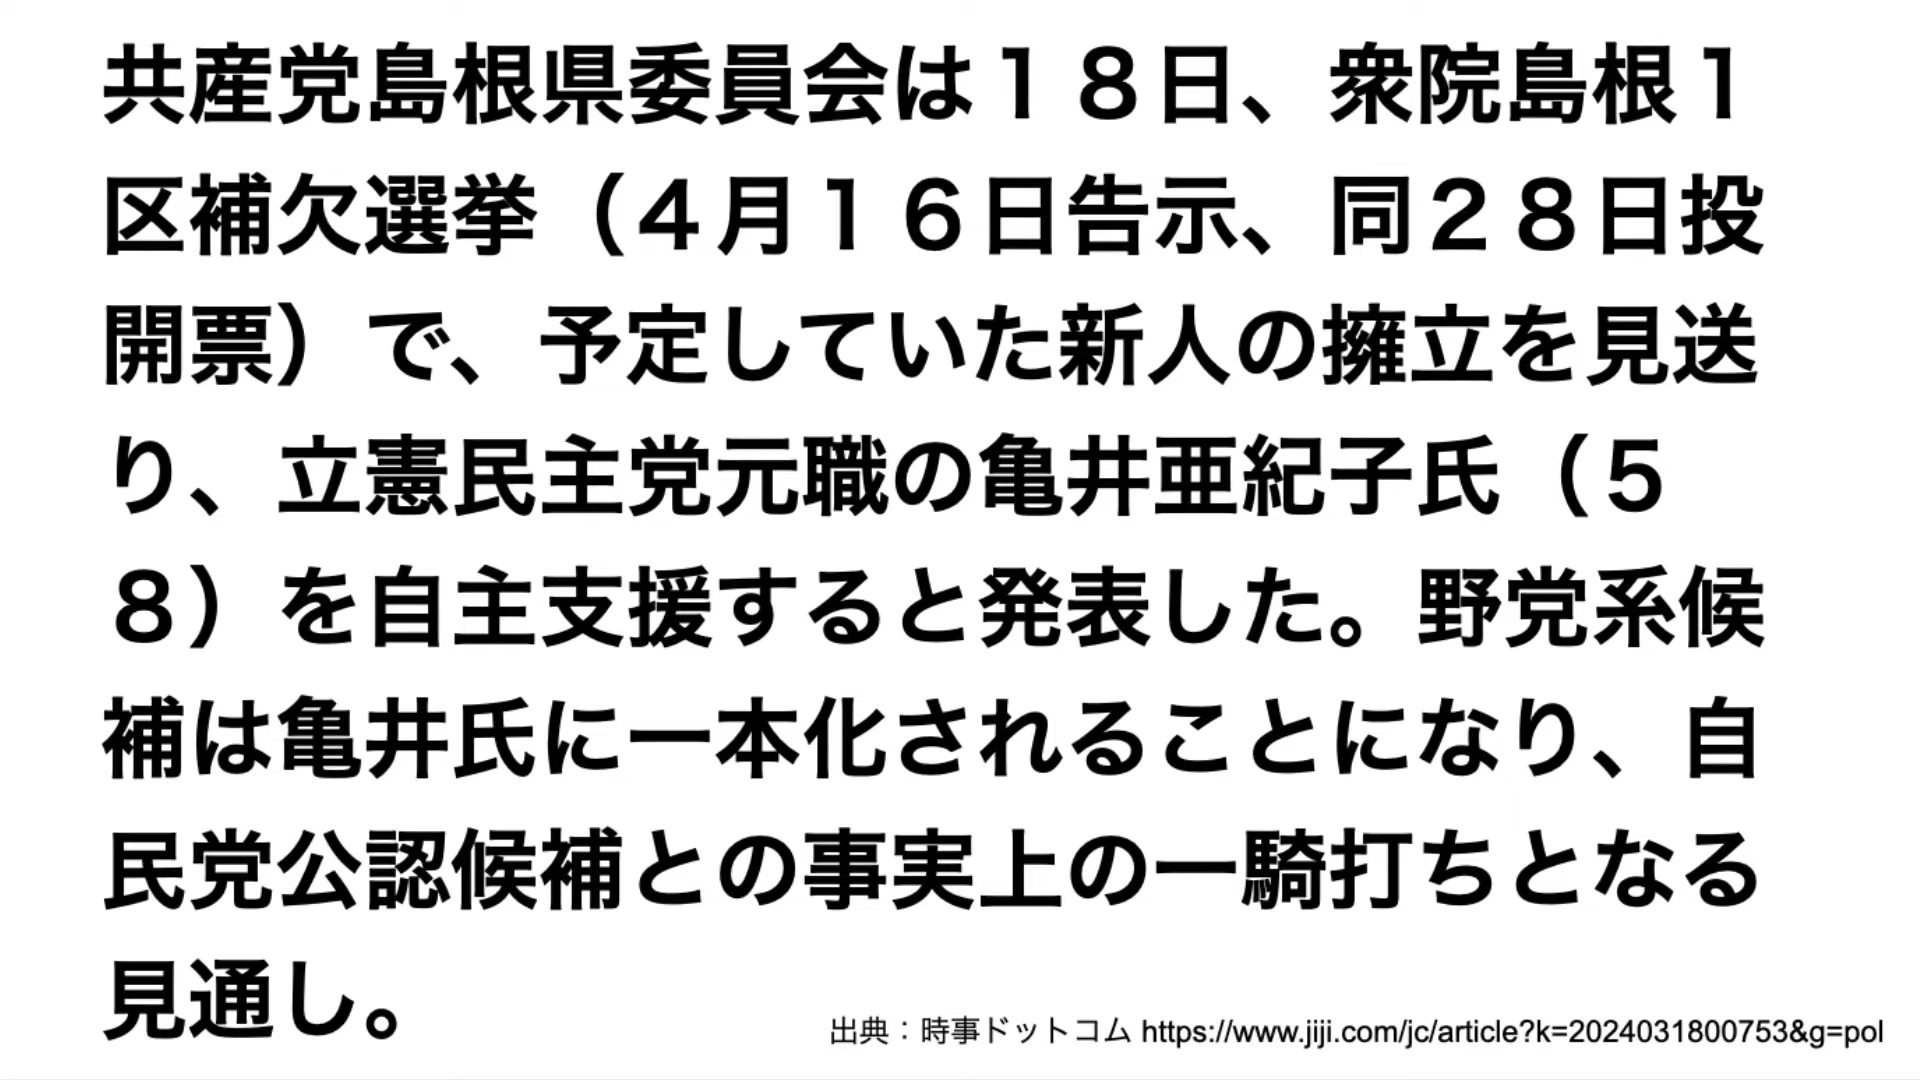 共産党島根県委員会は１８日、衆院島根１
区補欠選挙（４月１６日告示、同２８日投
開票）で、予定していた新人の擁立を見送
り、立憲民主党元職の亀井亜紀子氏（５
８）を自主支援すると発表した。野党系候
補は亀井氏に一本化されることになり、自
民党公認候補との事実上の一騎打ちとなる
見通し。
出典：時事ドットコム https://www.jiji.com/jc/article?k=2024031800753&g=pol